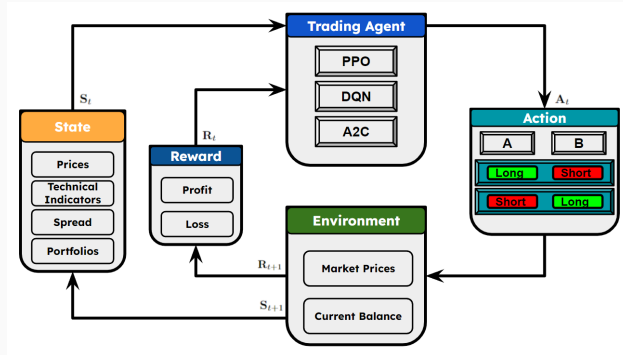 Trading Agent
PPO
DQN
A2C
S_t
State
Prices
Technical
Indicators
Spread
Portfolios
R_t
Reward
Profit
Loss
A_t
Action
A B
Long Short
Short Long
Environment
Market Prices
Current Balance
R_{t+1}
S_{t+1}